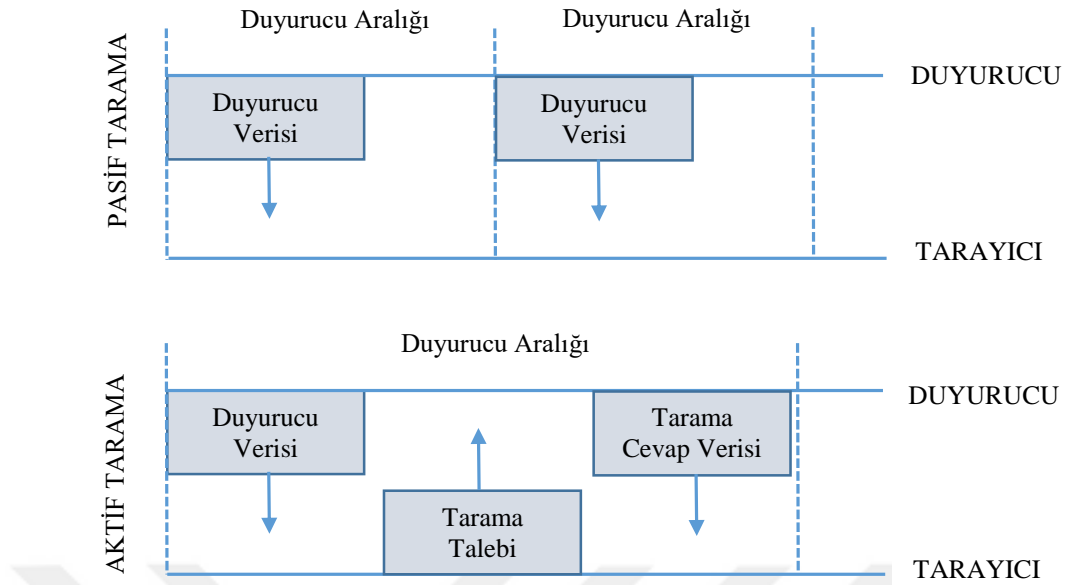 Duyurucu Aralığı
Duyurucu Aralığı
PASİF TARAMA
DUYURUCU
Duyurucu
Verisi
Duyurucu
Verisi
TARAYICI
Duyurucu Aralığı
AKTİF TARAMA
DUYURUCU
Duyurucu
Verisi
Tarama
Cevap Verisi
Tarama
Talebi
TARAYICI